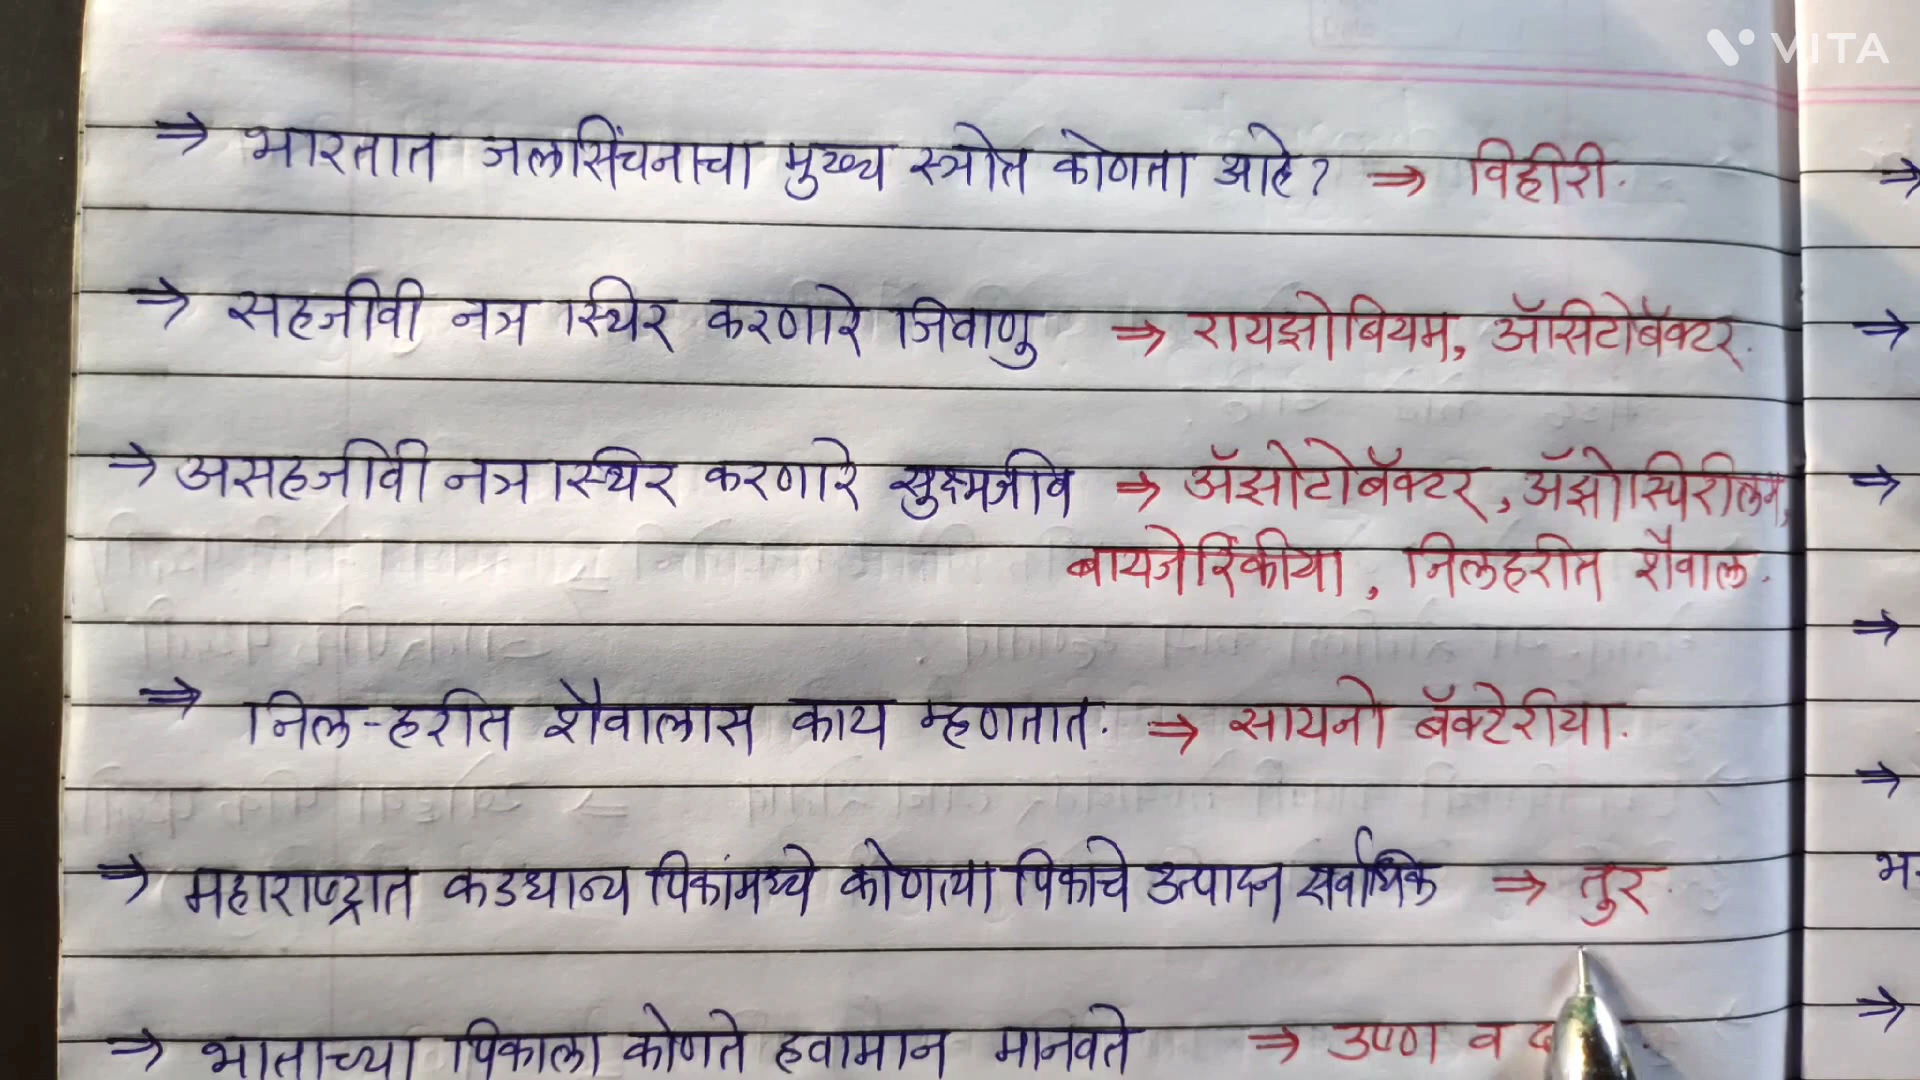 VITA
⇒ भारतात जलसिंचनाचा मुख्य स्त्रोत कोणता आहे? ⇒ विहीरी.
⇒ सहजीवी नत्र स्थिर करणारे जिवाणु ⇒ रायझोबियम, ॲसिटोबॅक्टर.
⇒ असहजीवी नत्र स्थिर करणारे सुक्ष्मजीव ⇒ ॲझोटोबॅक्टर, ॲझोस्पिरीलम,
बायजेरिंकीया, निलहरीत शैवाल.
⇒ निल-हरीत शैवालास काय म्हणतात. ⇒ सायनो बॅक्टेरीया.
⇒ महाराष्ट्रात कडधान्य पिकांमध्ये कोणत्या पिकाचे उत्पादन सर्वाधिक ⇒ तुर.
⇒ भाताच्या पिकाला कोणते हवामान मानवते ⇒ उष्ण व द